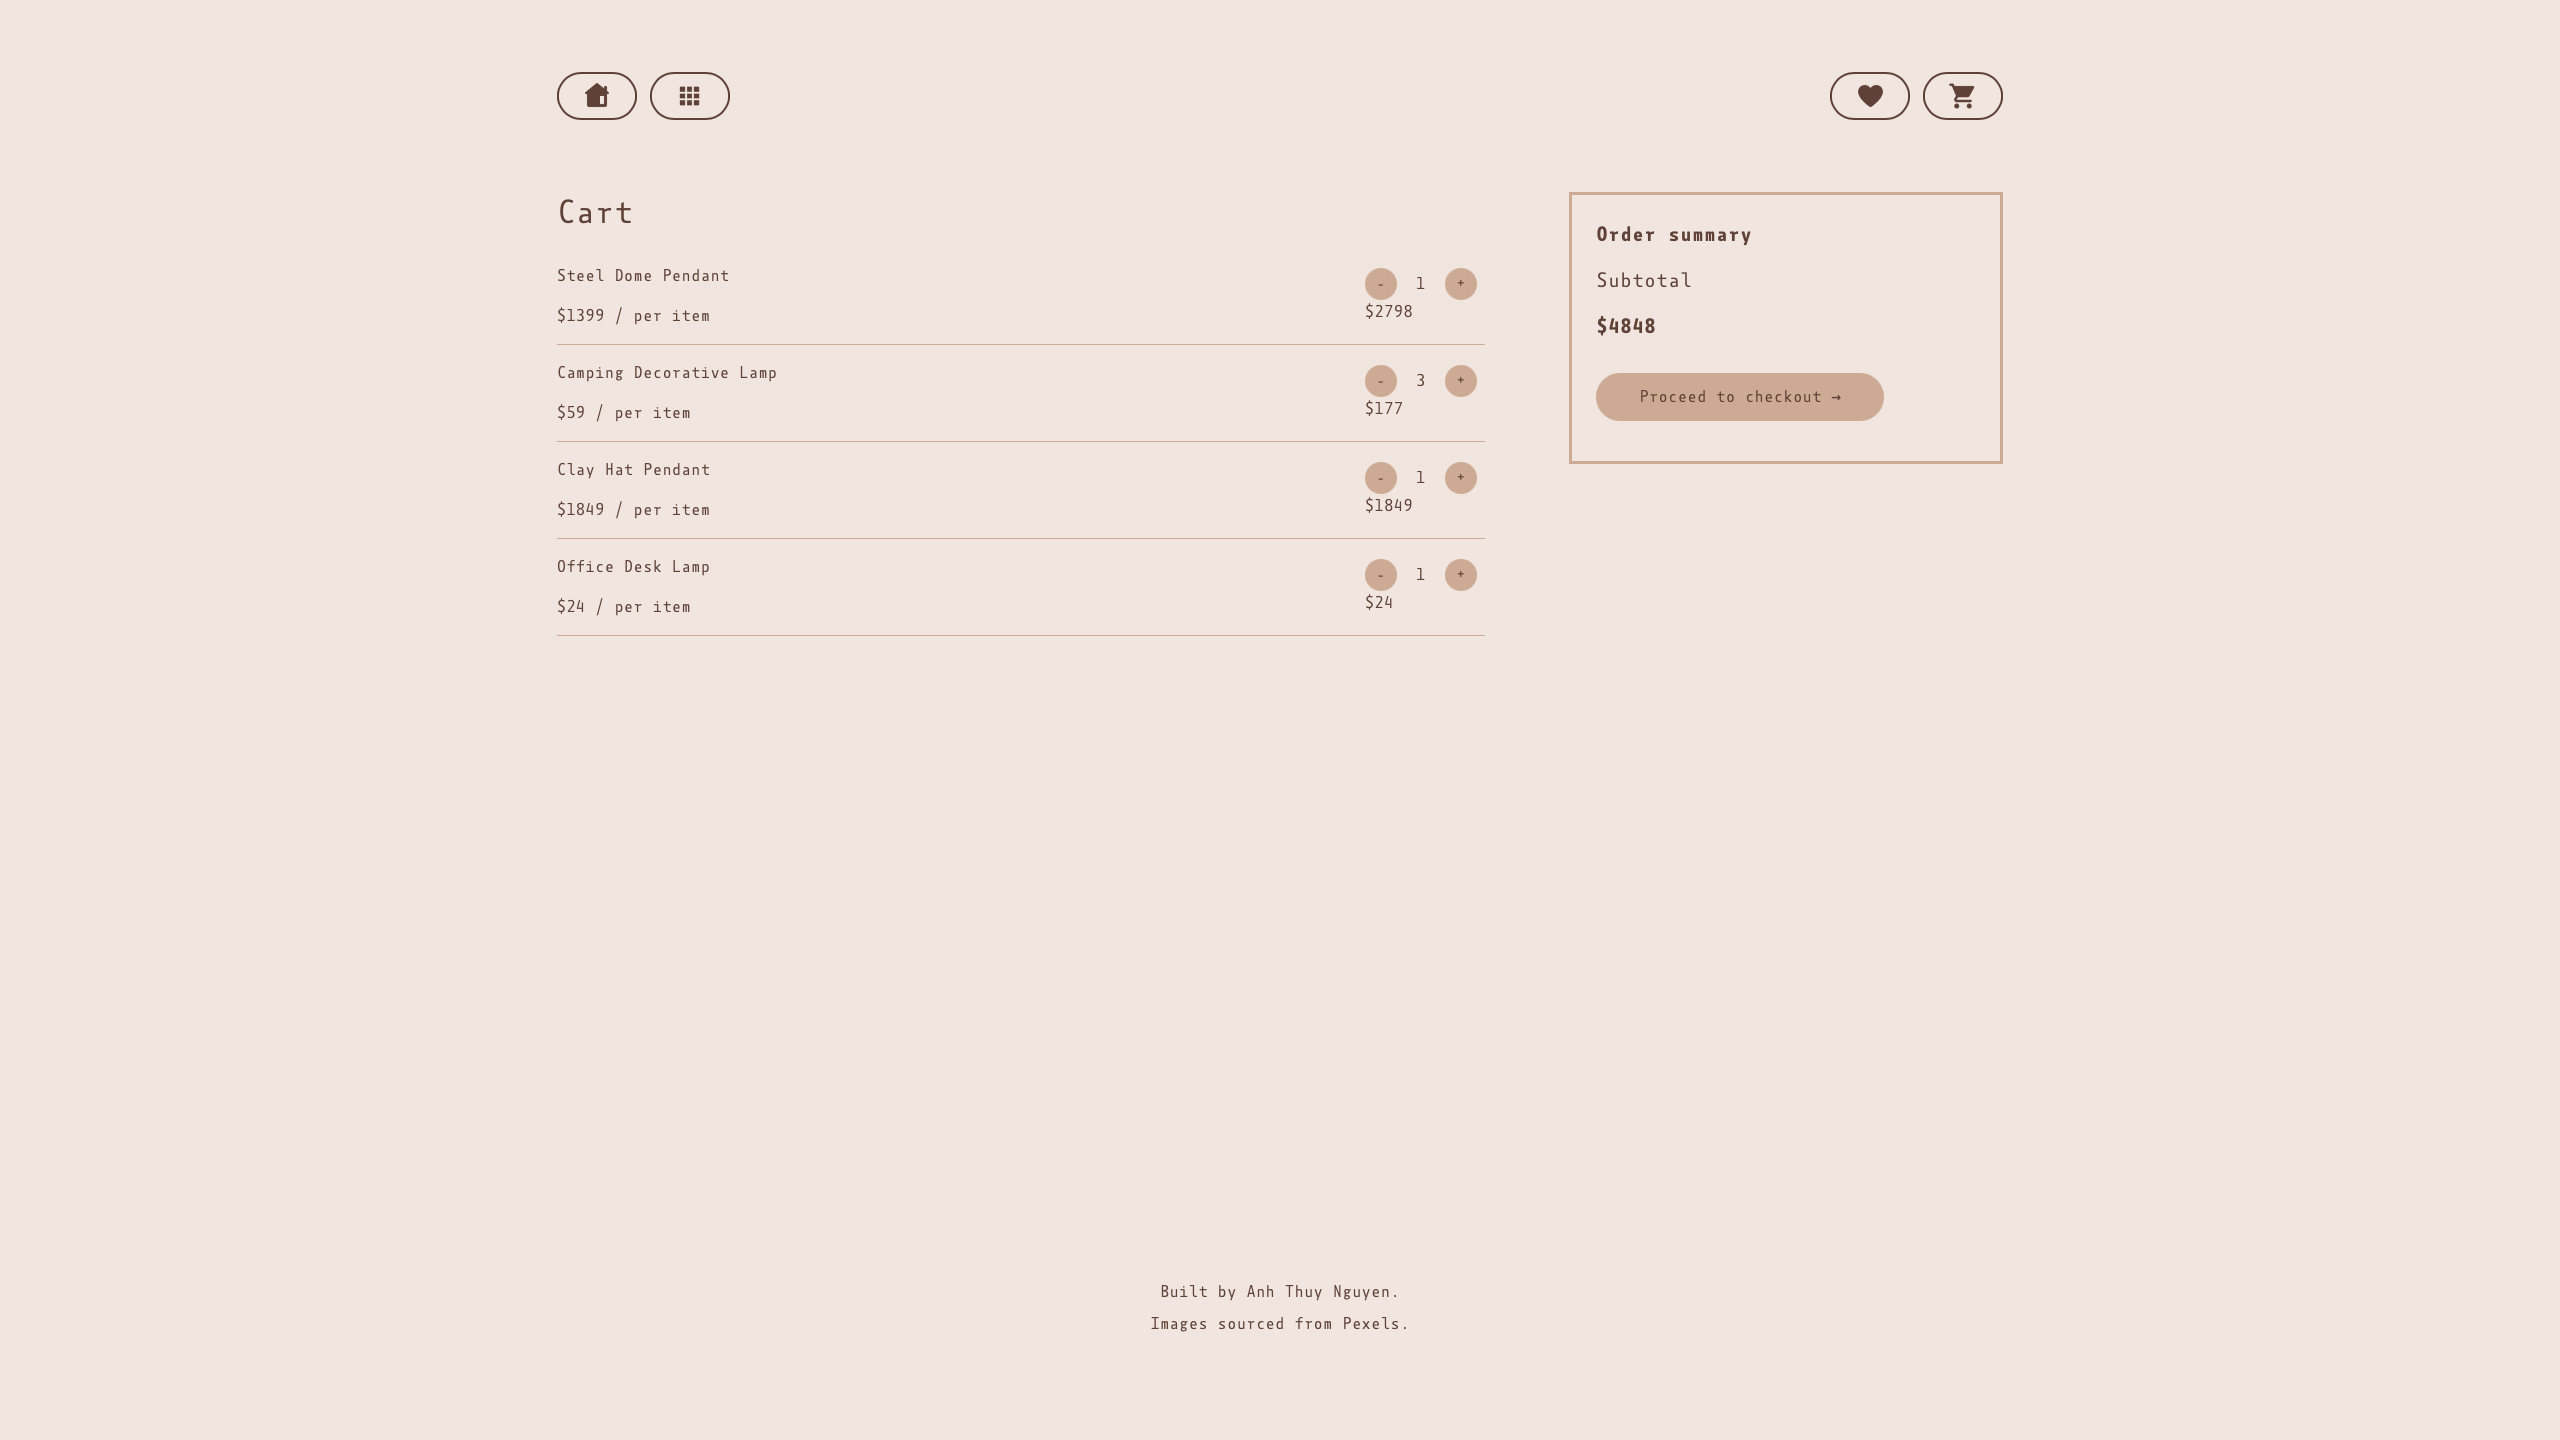 Cart
Steel Dome Pendant
$1399 / per item
- 1 +
$2798
Camping Decorative Lamp
$59 / per item
- 3 +
$177
Clay Hat Pendant
$1849 / per item
- 1 +
$1849
Office Desk Lamp
$24 / per item
- 1 +
$24
Order summary
Subtotal
$4848
Proceed to checkout →
Built by Anh Thuy Nguyen.
Images sourced from Pexels.